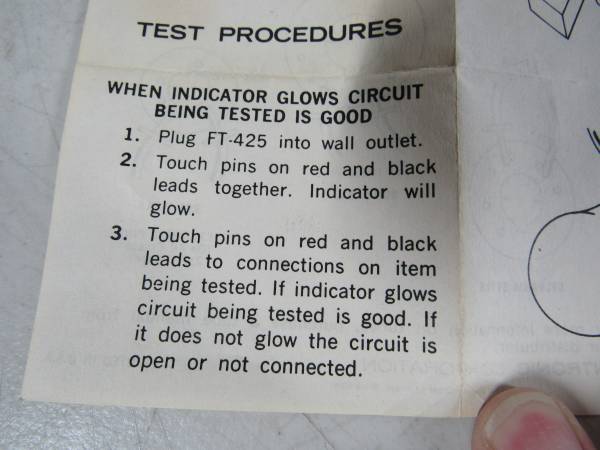 TEST PROCEDURES
WHEN INDICATOR GLOWS CIRCUIT
BEING TESTED IS GOOD
1. Plug FT-425 into wall outlet.
2. Touch pins on red and black
leads together. Indicator will
glow.
3. Touch pins on red and black
leads to connections on item
being tested. If indicator glows
circuit being tested is good. If
it does not glow the circuit is
open or not connected.